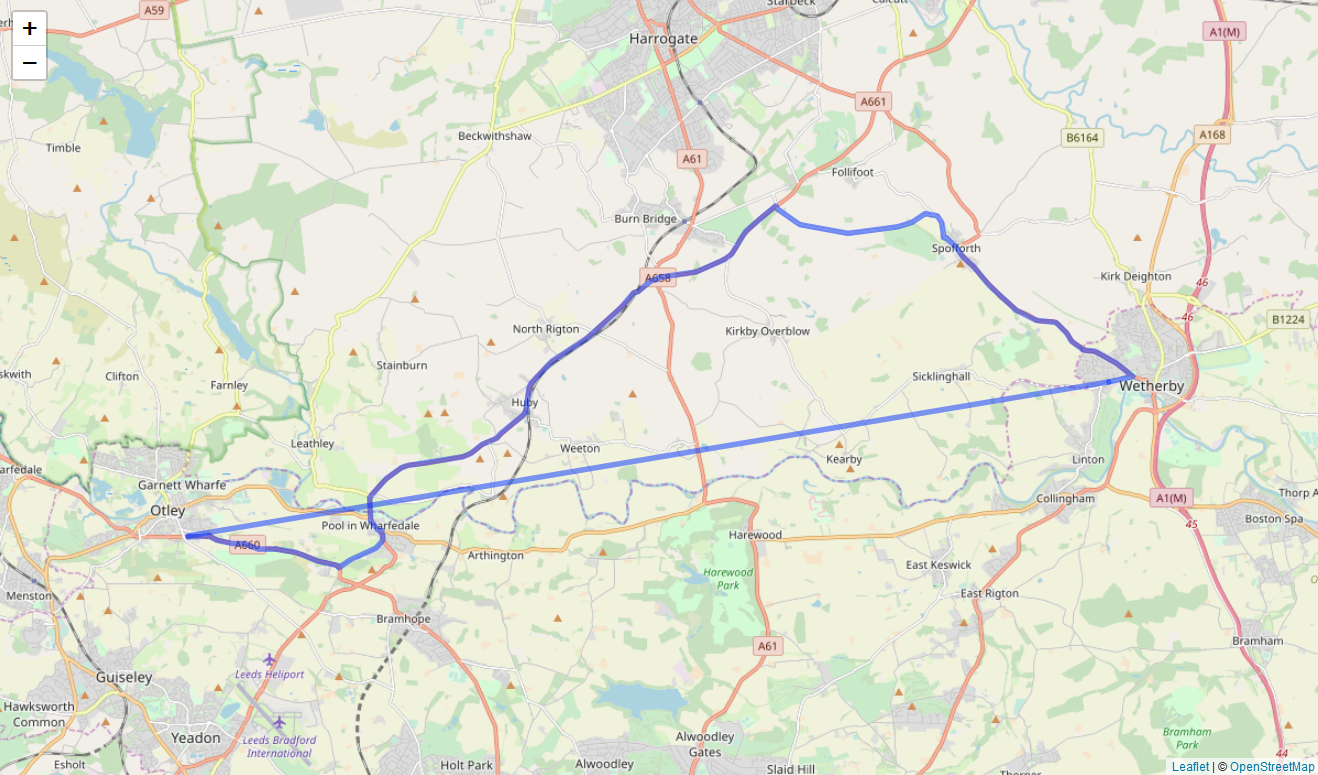 A59
Starbeck
Calcutt
+
Harrogate
A1(M)
−
A661
Beckwithshaw
B6164
A168
Timble
A61
Follifoot
Burn Bridge
Spofforth
A658
Kirk Deighton
46
46
B1224
North Rigton
Kirkby Overblow
Stainburn
skwith
Clifton
Farnley
Sicklinghall
Wetherby
Huby
Leathley
Weeton
Kearby
Linton
arfedale
Garnett Wharfe
Otley
Collingham
A1(M)
Thorp A
Pool in Wharfedale
45
Boston Spa
A660
Harewood
Arthington
East Keswick
Harewood
Park
Menston
East Rigton
Bramhope
A61
Bramham
Leeds Heliport
Guiseley
Hawksworth
Common
Yeadon
Leeds Bradford
International
Alwoodley
Gates
Bramham
Park
44
Esholt
Holt Park
Alwoodley
Slaid Hill
Thorner
Leaflet | © OpenStreetMap